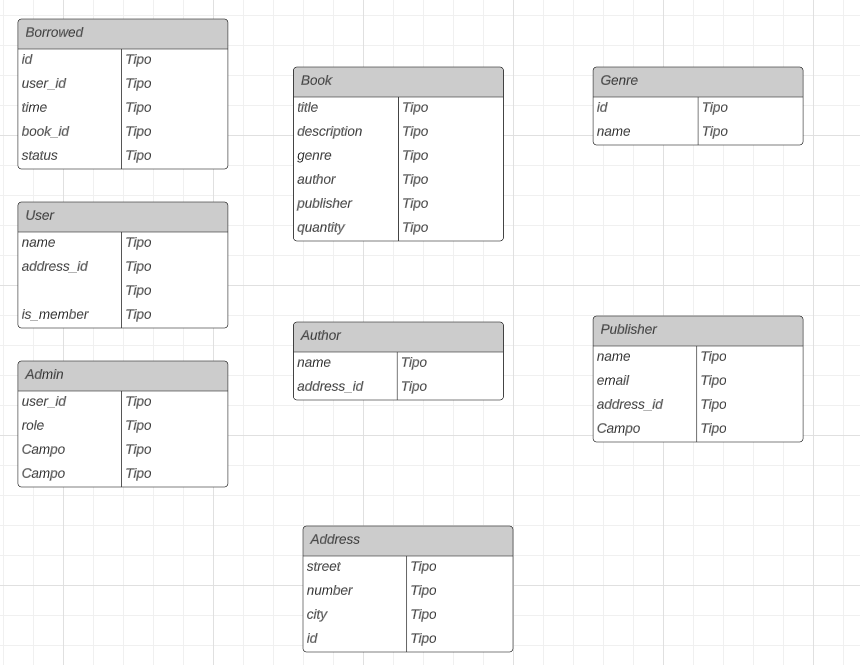 Borrowed
id Tipo
user_id Tipo
time Tipo
book_id Tipo
status Tipo
User
name Tipo
address_id Tipo
Tipo
is_member Tipo
Admin
user_id Tipo
role Tipo
Campo Tipo
Campo Tipo
Book
title Tipo
description Tipo
genre Tipo
author Tipo
publisher Tipo
quantity Tipo
Author
name Tipo
address_id Tipo
Address
street Tipo
number Tipo
city Tipo
id Tipo
Genre
id Tipo
name Tipo
Publisher
name Tipo
email Tipo
address_id Tipo
Campo Tipo